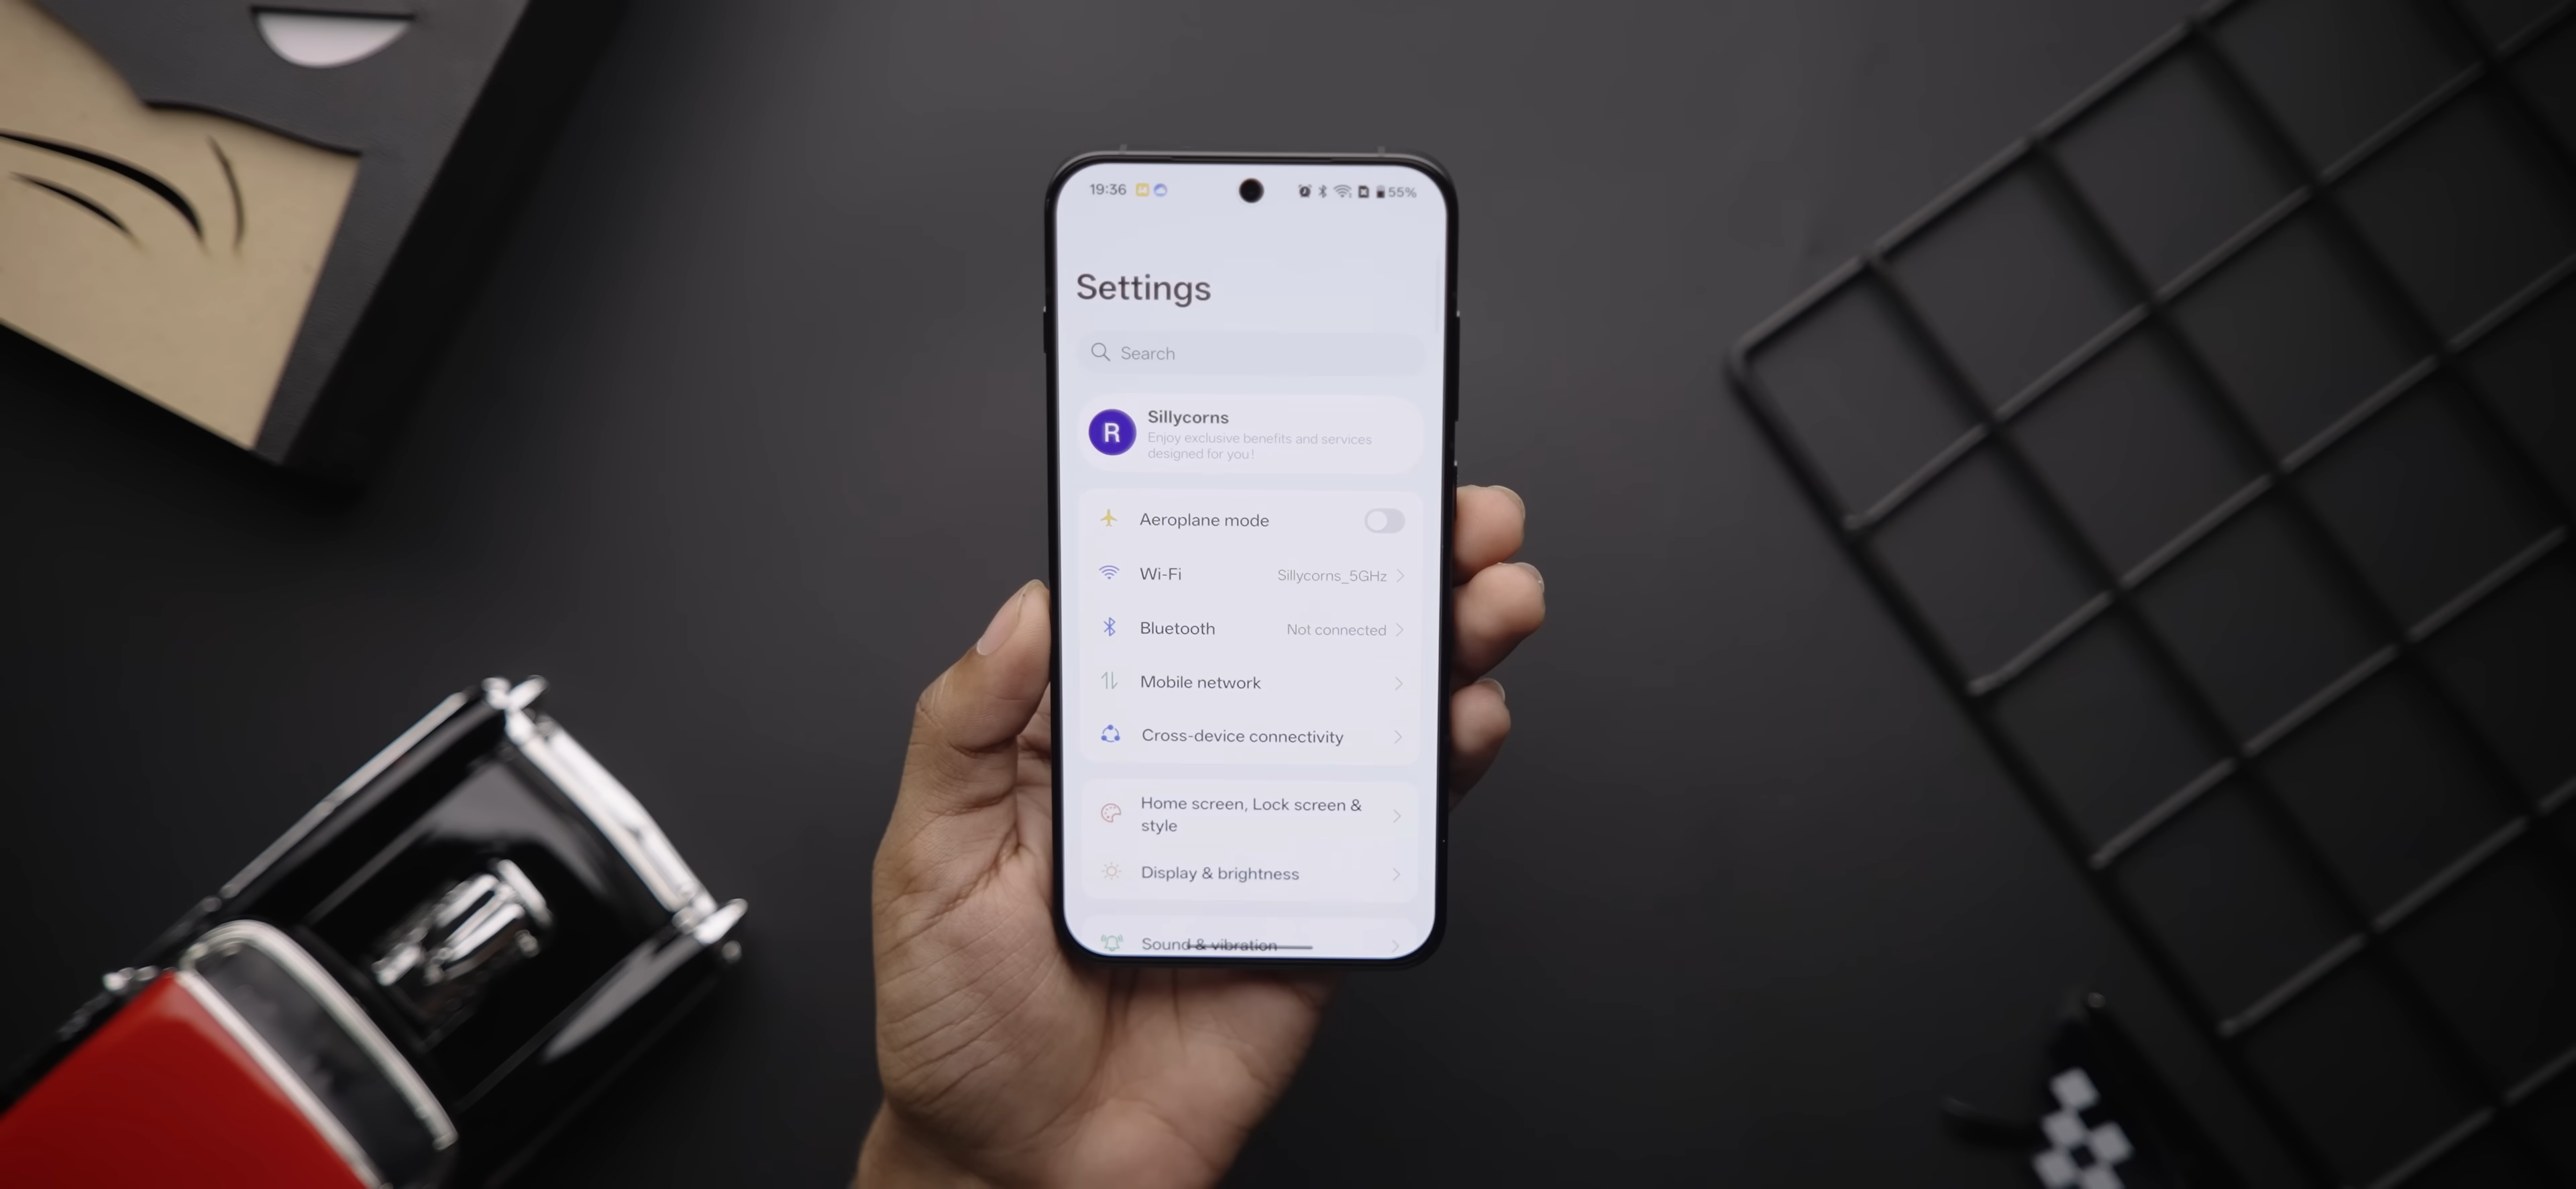 19:36 55%
Settings
Search
R
Sillycorns
Enjoy exclusive benefits and services
designed for you!
Aeroplane mode
Wi-Fi Sillycorns_5GHz
Bluetooth Not connected
Mobile network
Cross-device connectivity
Home screen, Lock screen &
style
Display & brightness
Sound & vibration